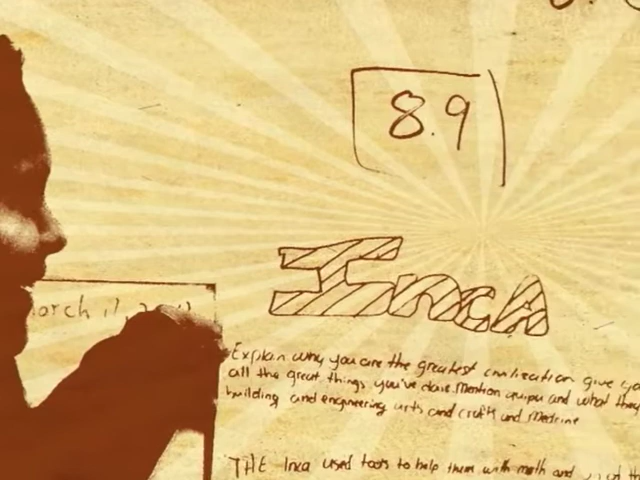 8.9
Inca
Explain why you are the greatest civilization give
all the great things you've done. Mention quipu and what they
building and engineering arts and crafts and Medicine
THE Inca used to help them with math and